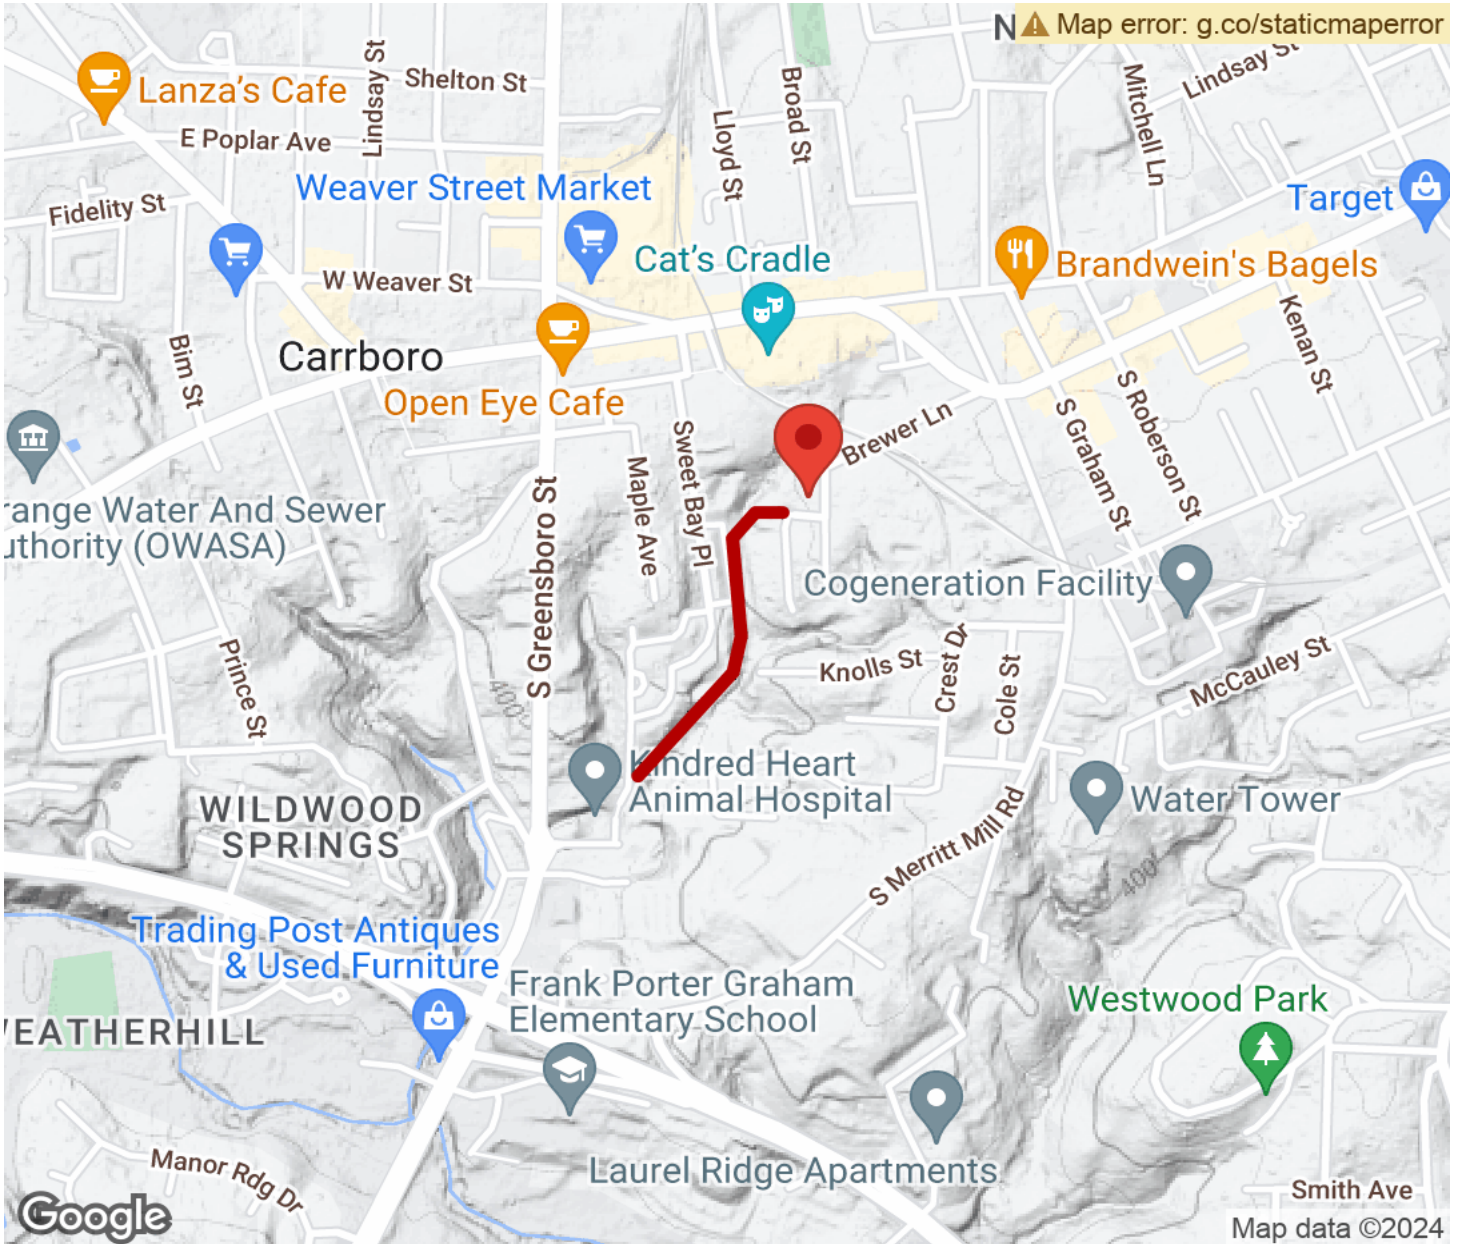 N
Map error: g.co/staticmaperror
Lanza's Cafe
Shelton St
Lindsay St
E Poplar Ave
Broad St
Lloyd St
Mitchell Ln
Lindsay St
Fidelity St
Weaver Street Market
Target
Cat's Cradle
Brandwein's Bagels
W Weaver St
Bim St
Carrboro
Kenan St
Open Eye Cafe
S Roberson St
S Graham St
Brewer Ln
Sweet Bay Pl
Maple Ave
S Greensboro St
range Water And Sewer
uthority (OWASA)
Cogeneration Facility
Prince St
Knolls St
Crest Dr
Cole St
McCauley St
400
Kindred Heart
Animal Hospital
Water Tower
WILDWOOD
SPRINGS
S Merritt Mill Rd
400
Trading Post Antiques
& Used Furniture
Frank Porter Graham
Elementary School
Westwood Park
EATHERHILL
Laurel Ridge Apartments
Manor Rdg Dr
Smith Ave
Google
Map data ©2024